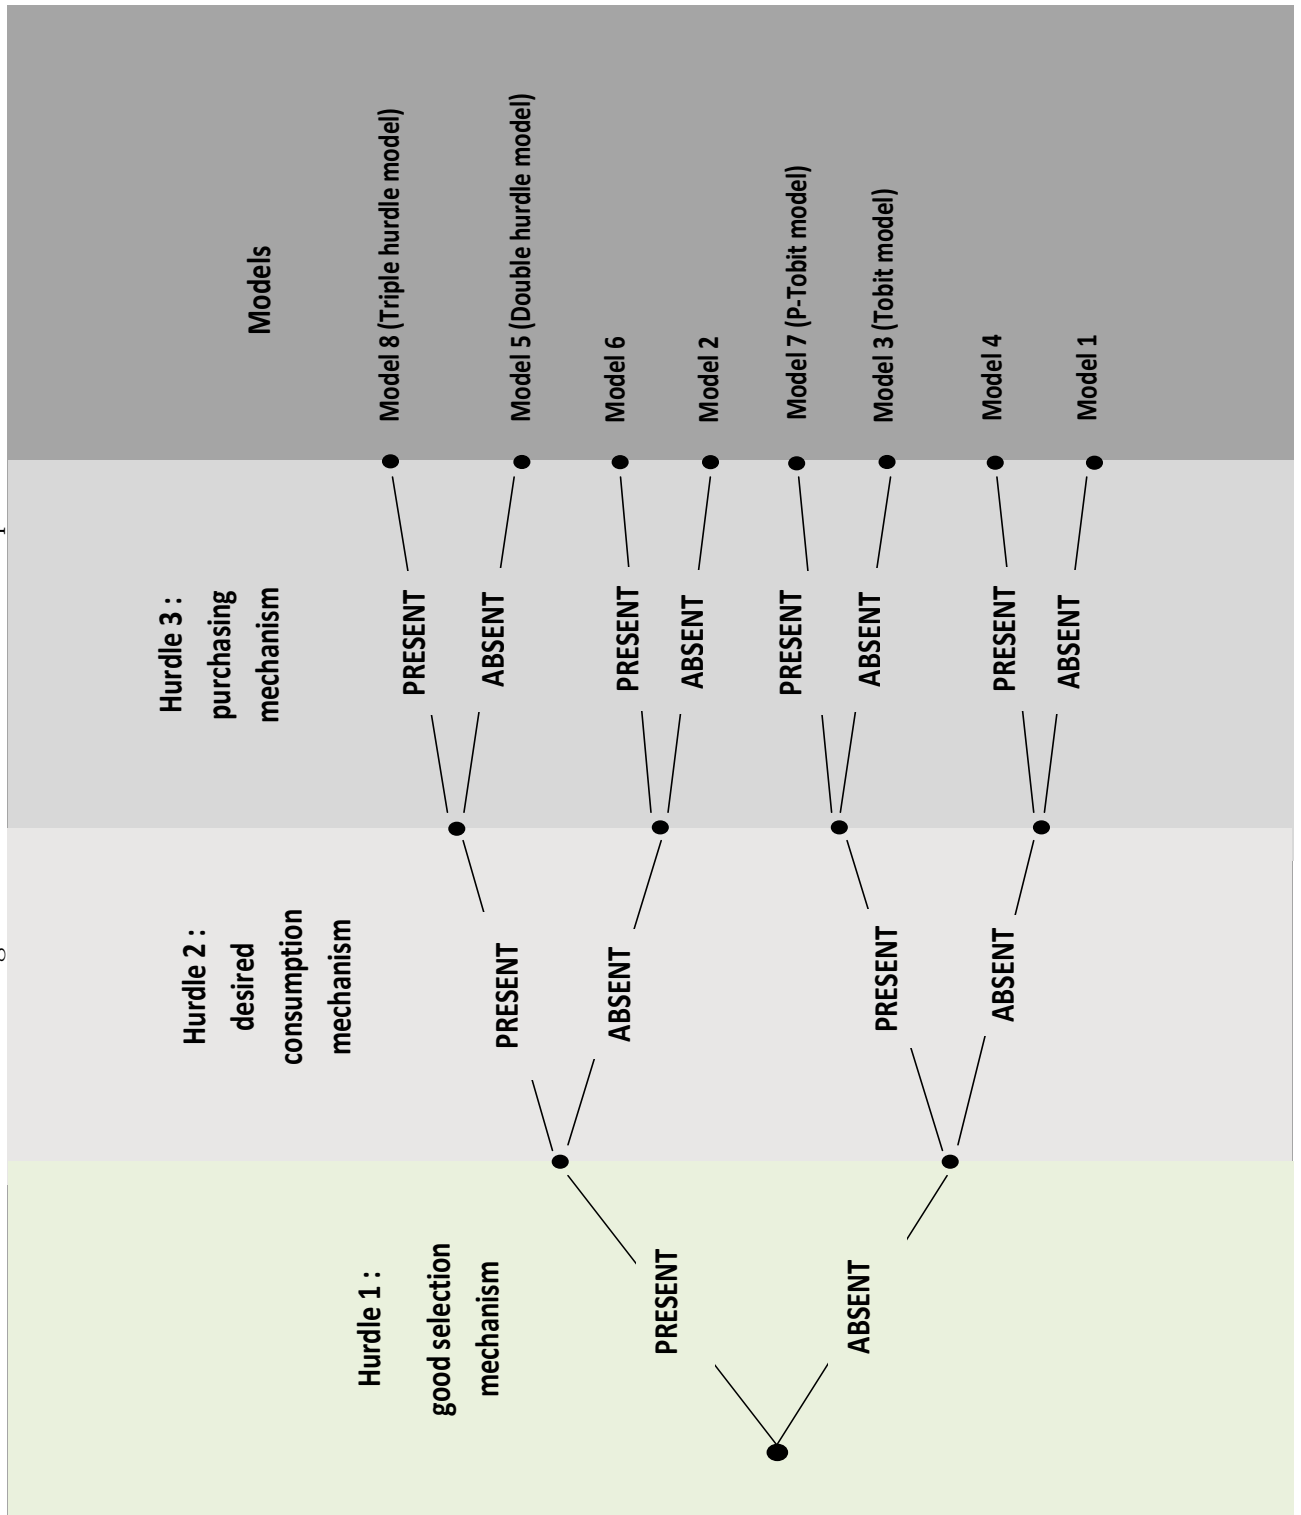 Hurdle 1 :
good selection
mechanism
Hurdle 2 :
desired
consumption
mechanism
Hurdle 3 :
purchasing
mechanism
Models
PRESENT
ABSENT
PRESENT
ABSENT
PRESENT
ABSENT
PRESENT
ABSENT
PRESENT
ABSENT
PRESENT
ABSENT
PRESENT
ABSENT
Model 8 (Triple hurdle model)
Model 5 (Double hurdle model)
Model 6
Model 2
Model 7 (P-Tobit model)
Model 3 (Tobit model)
Model 4
Model 1